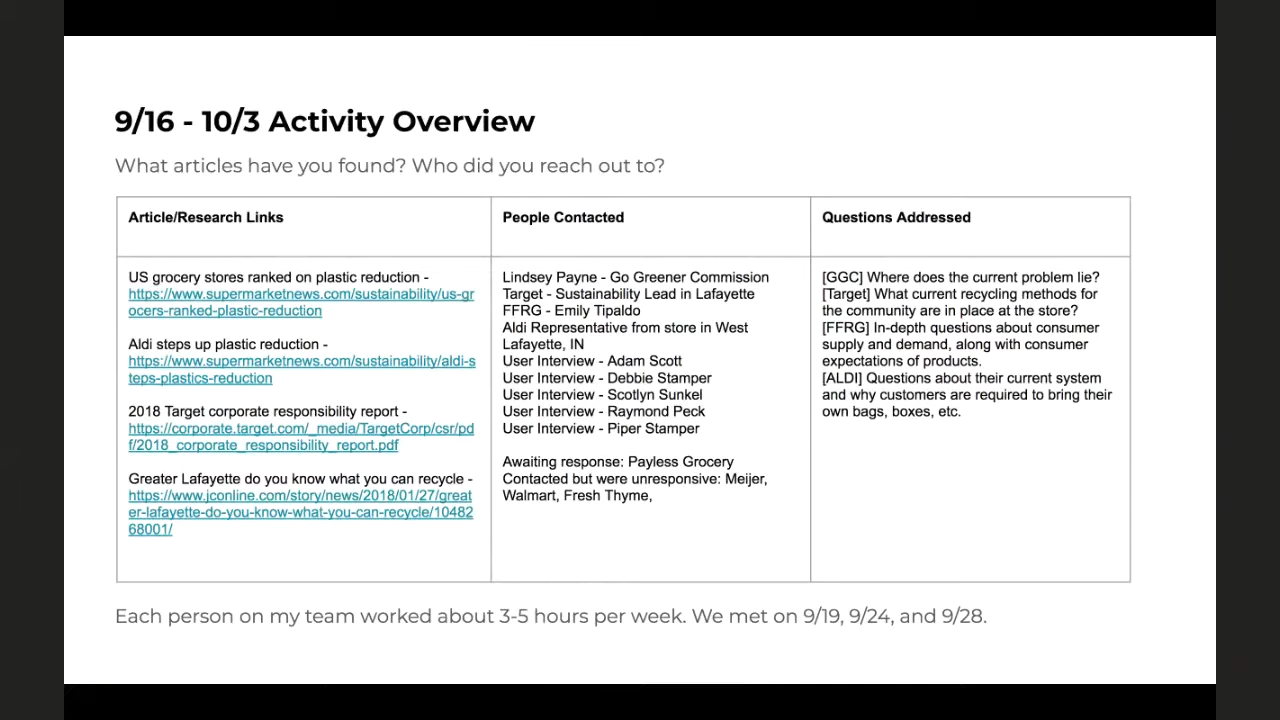 9/16 - 10/3 Activity Overview
What articles have you found? Who did you reach out to?
Article/Research Links
People Contacted
Questions Addressed
US grocery stores ranked on plastic reduction -
https://www.supermarketnews.com/sustainability/us-gr
ocers-ranked-plastic-reduction
Aldi steps up plastic reduction -
https://www.supermarketnews.com/sustainability/aldi-s
teps-plastics-reduction
2018 Target corporate responsibility report -
https://corporate.target.com/_media/TargetCorp/csr/pd
f/2018_corporate_responsibility_report.pdf
Greater Lafayette do you know what you can recycle -
https://www.jconline.com/story/news/2018/01/27/great
er-lafayette-do-you-know-what-you-can-recycle/10482
68001/
Lindsey Payne - Go Greener Commission
Target - Sustainability Lead in Lafayette
FFRG - Emily Tipaldo
Aldi Representative from store in West
Lafayette, IN
User Interview - Adam Scott
User Interview - Debbie Stamper
User Interview - Scotlyn Sunkel
User Interview - Raymond Peck
User Interview - Piper Stamper
Awaiting response: Payless Grocery
Contacted but were unresponsive: Meijer,
Walmart, Fresh Thyme,
[GGC] Where does the current problem lie?
[Target] What current recycling methods for
the community are in place at the store?
[FFRG] In-depth questions about consumer
supply and demand, along with consumer
expectations of products.
[ALDI] Questions about their current system
and why customers are required to bring their
own bags, boxes, etc.
Each person on my team worked about 3-5 hours per week. We met on 9/19, 9/24, and 9/28.